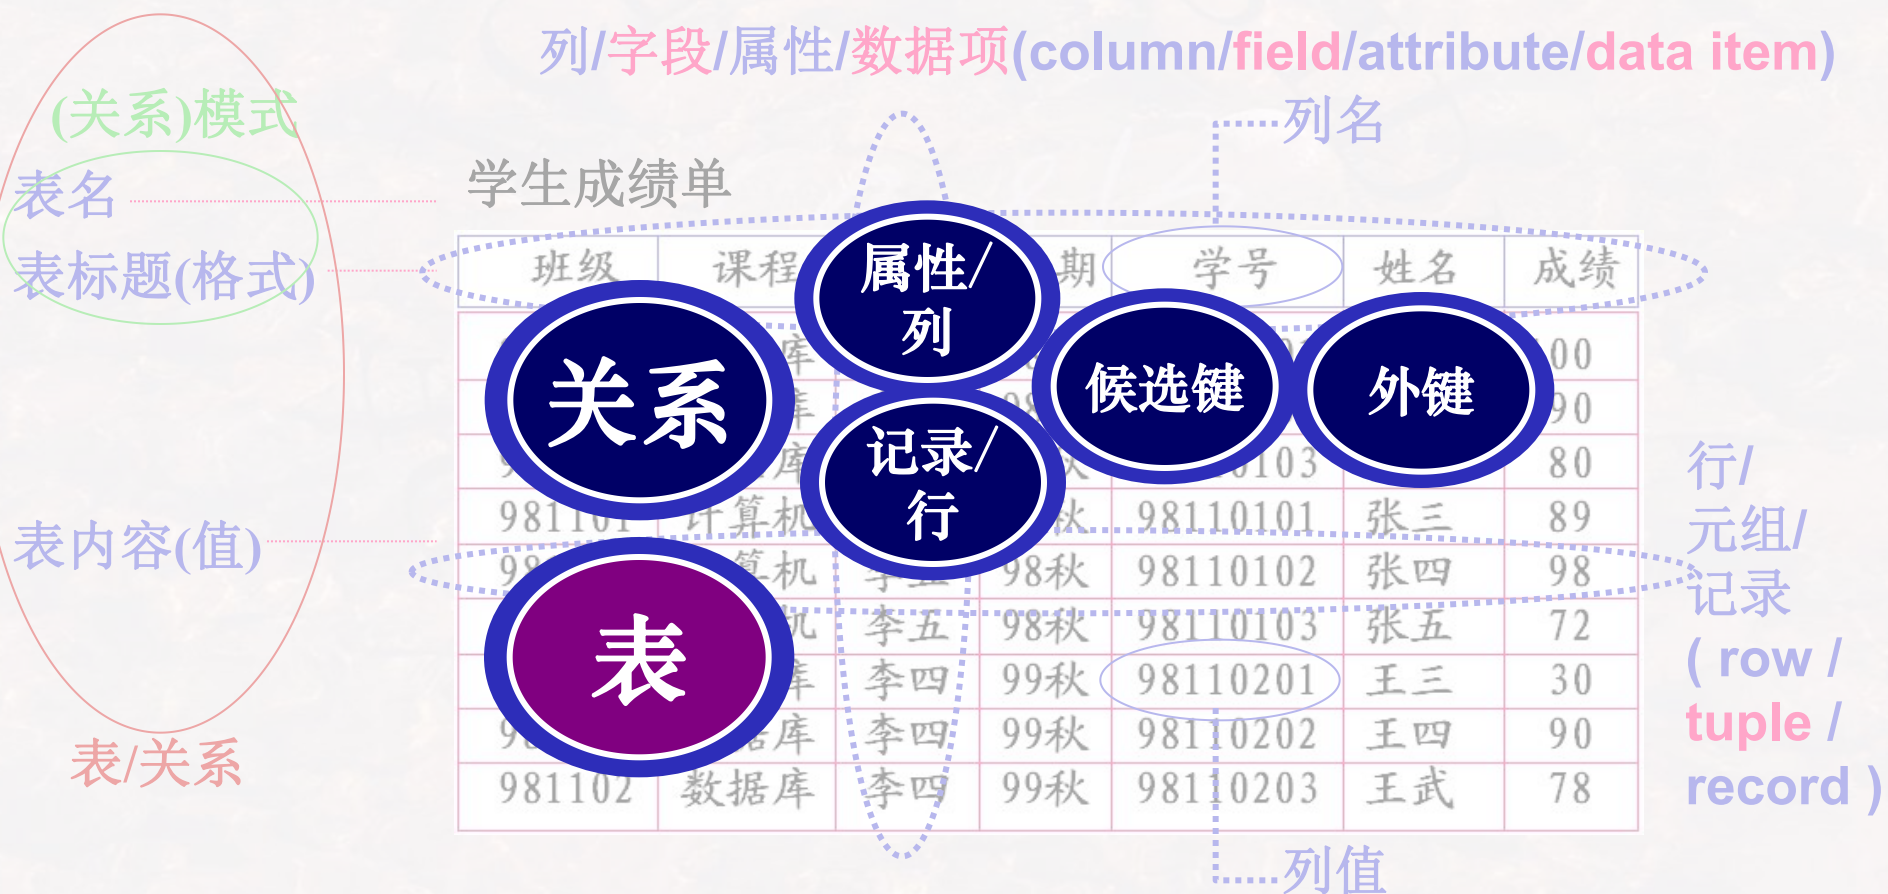 列/字段/属性/数据项(column/field/attribute/data item)
(关系)模式
列名
表名
学生成绩单
表标题(格式)
班级 课程 期 学号 姓名 成绩
属性/
列
关系
候选键
外键
库 00
90
记录/
行
80
981101 计算机 秋 98110101 张三 89
算机 98秋 98110102 张四 98
李五 98秋 98110103 张五 72
李四 99秋 98110201 王三 30
李四 99秋 98110202 王四 90
981102 数据库 李四 99秋 98110203 王武 78
表
表内容(值)
行/
元组/
记录
( row /
tuple /
record )
表/关系
列值